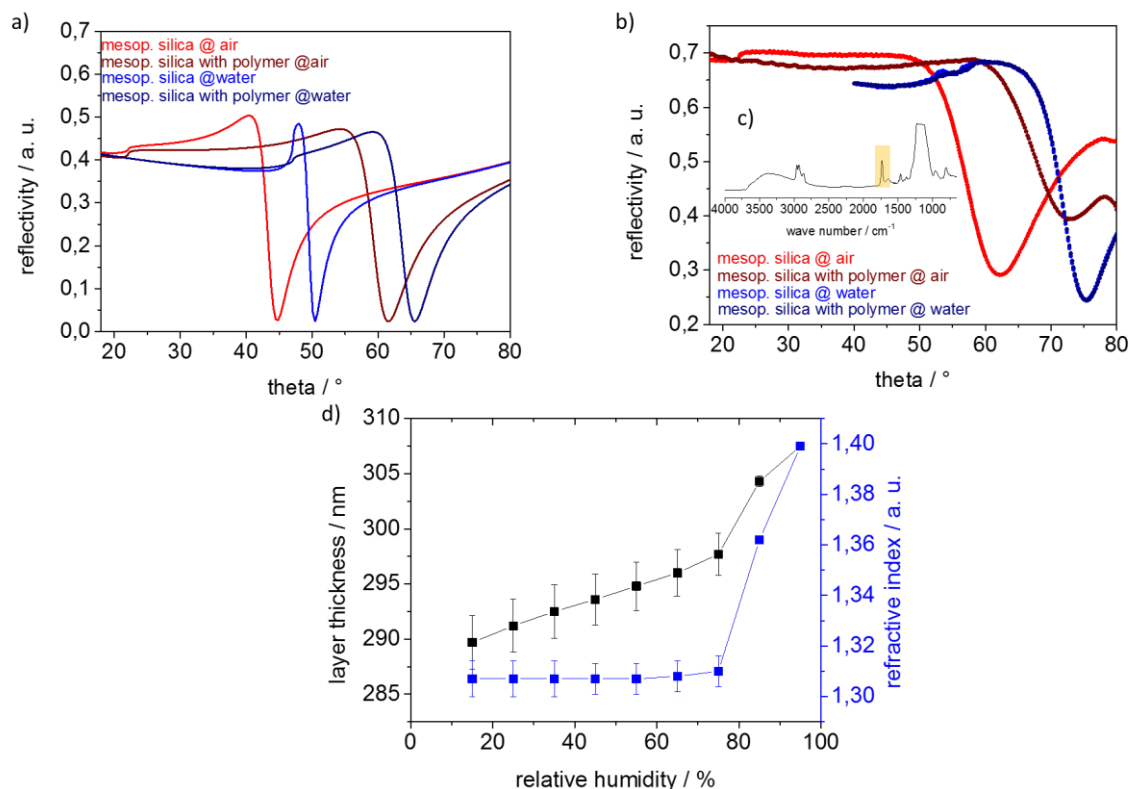 a)
0,7
0,6
0,5
0,4
0,3
0,2
0,1
0,0
reflectivity / a. u.
mesop. silica @ air
mesop. silica with polymer @air
mesop. silica @water
mesop. silica with polymer @water
20 30 40 50 60 70 80
theta / °
b)
0,8
0,7
0,6
0,5
0,4
0,3
0,2
reflectivity / a. u.
c)
4000 3500 3000 2500 2000 1500 1000
wave number / cm⁻¹
mesop. silica @ air
mesop. silica with polymer @ air
mesop. silica @ water
mesop. silica with polymer @ water
20 30 40 50 60 70 80
theta / °
d)
310
305
300
295
290
285
layer thickness / nm
1,40
1,38
1,36
1,34
1,32
1,30
refractive index / a. u.
0 20 40 60 80 100
relative humidity / %